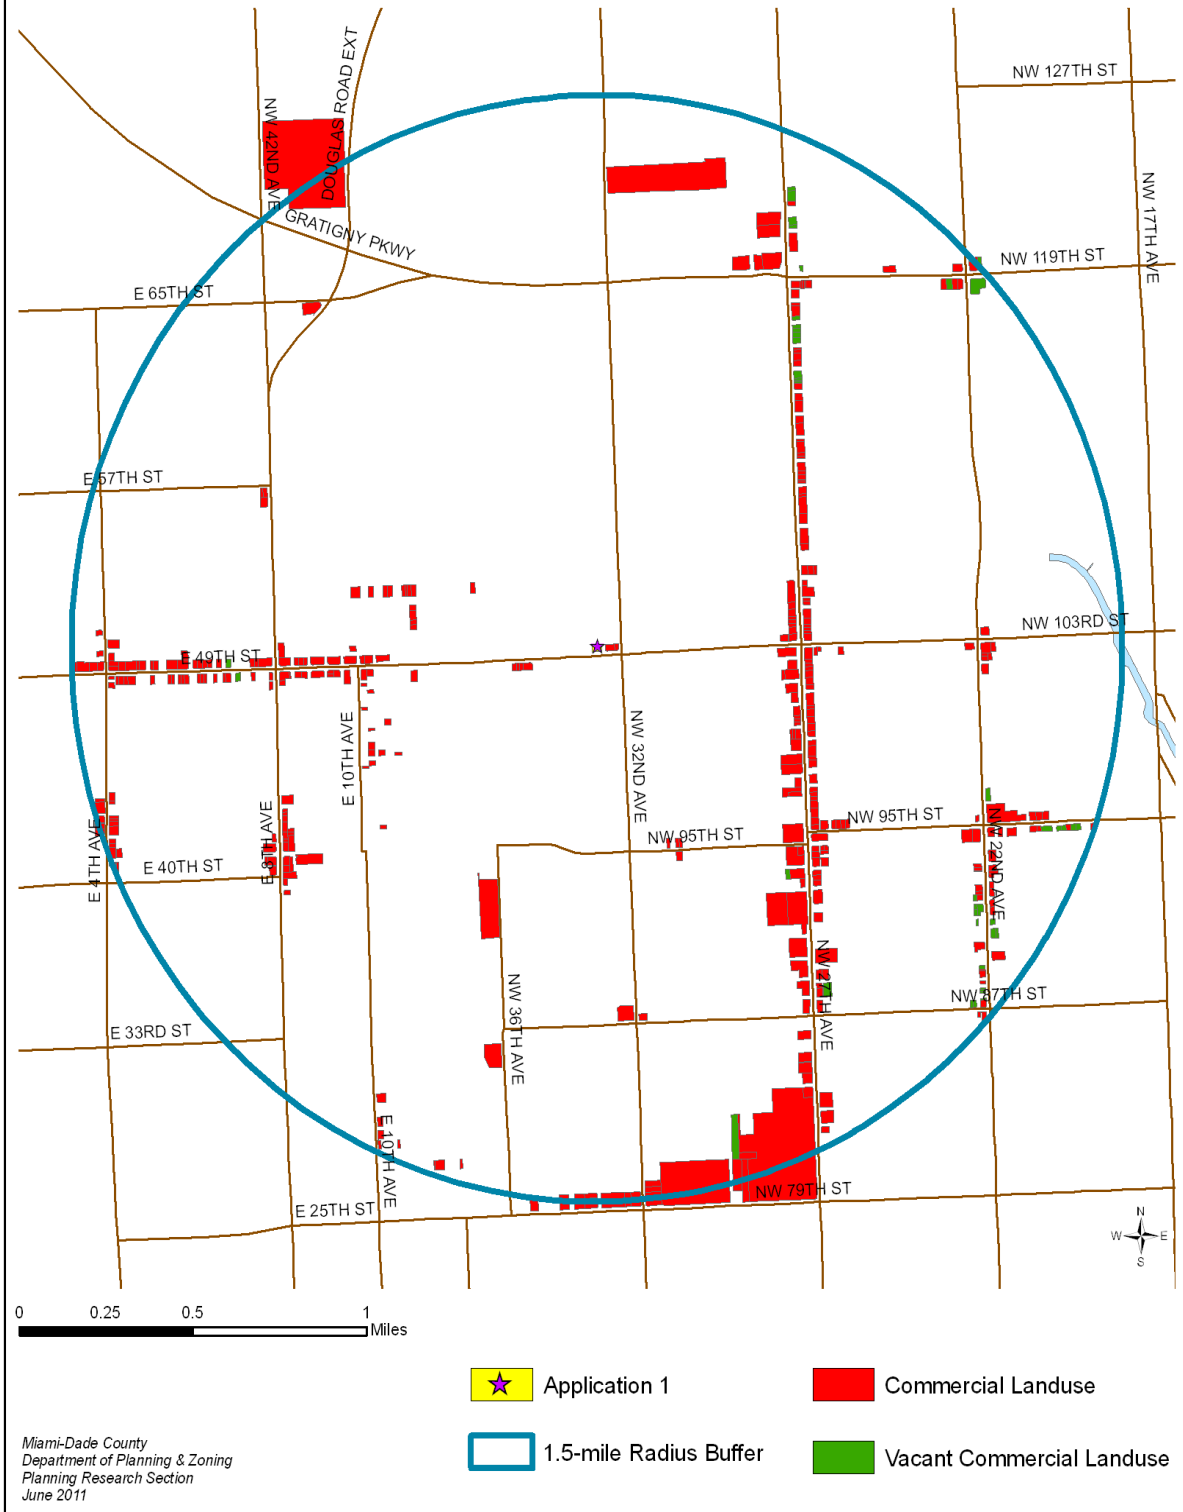 NW 127TH ST
DOUGLAS ROAD EXT
NW 42ND AVE
NW 17TH AVE
GRATIGNY PKWY
NW 119TH ST
E 65TH ST
E 57TH ST
NW 103RD ST
E 49TH ST
E 10TH AVE
NW 32ND AVE
NW 95TH ST
NW 95TH ST
NW 22ND AVE
E 4TH AVE
E 8TH AVE
E 40TH ST
NW 27TH AVE
NW 87TH ST
NW 36TH AVE
E 33RD ST
E 10TH AVE
NW 79TH ST
E 25TH ST
N
W E
S
0 0.25 0.5 1
Miles
Application 1
Commercial Landuse
1.5-mile Radius Buffer
Vacant Commercial Landuse
Miami-Dade County
Department of Planning & Zoning
Planning Research Section
June 2011